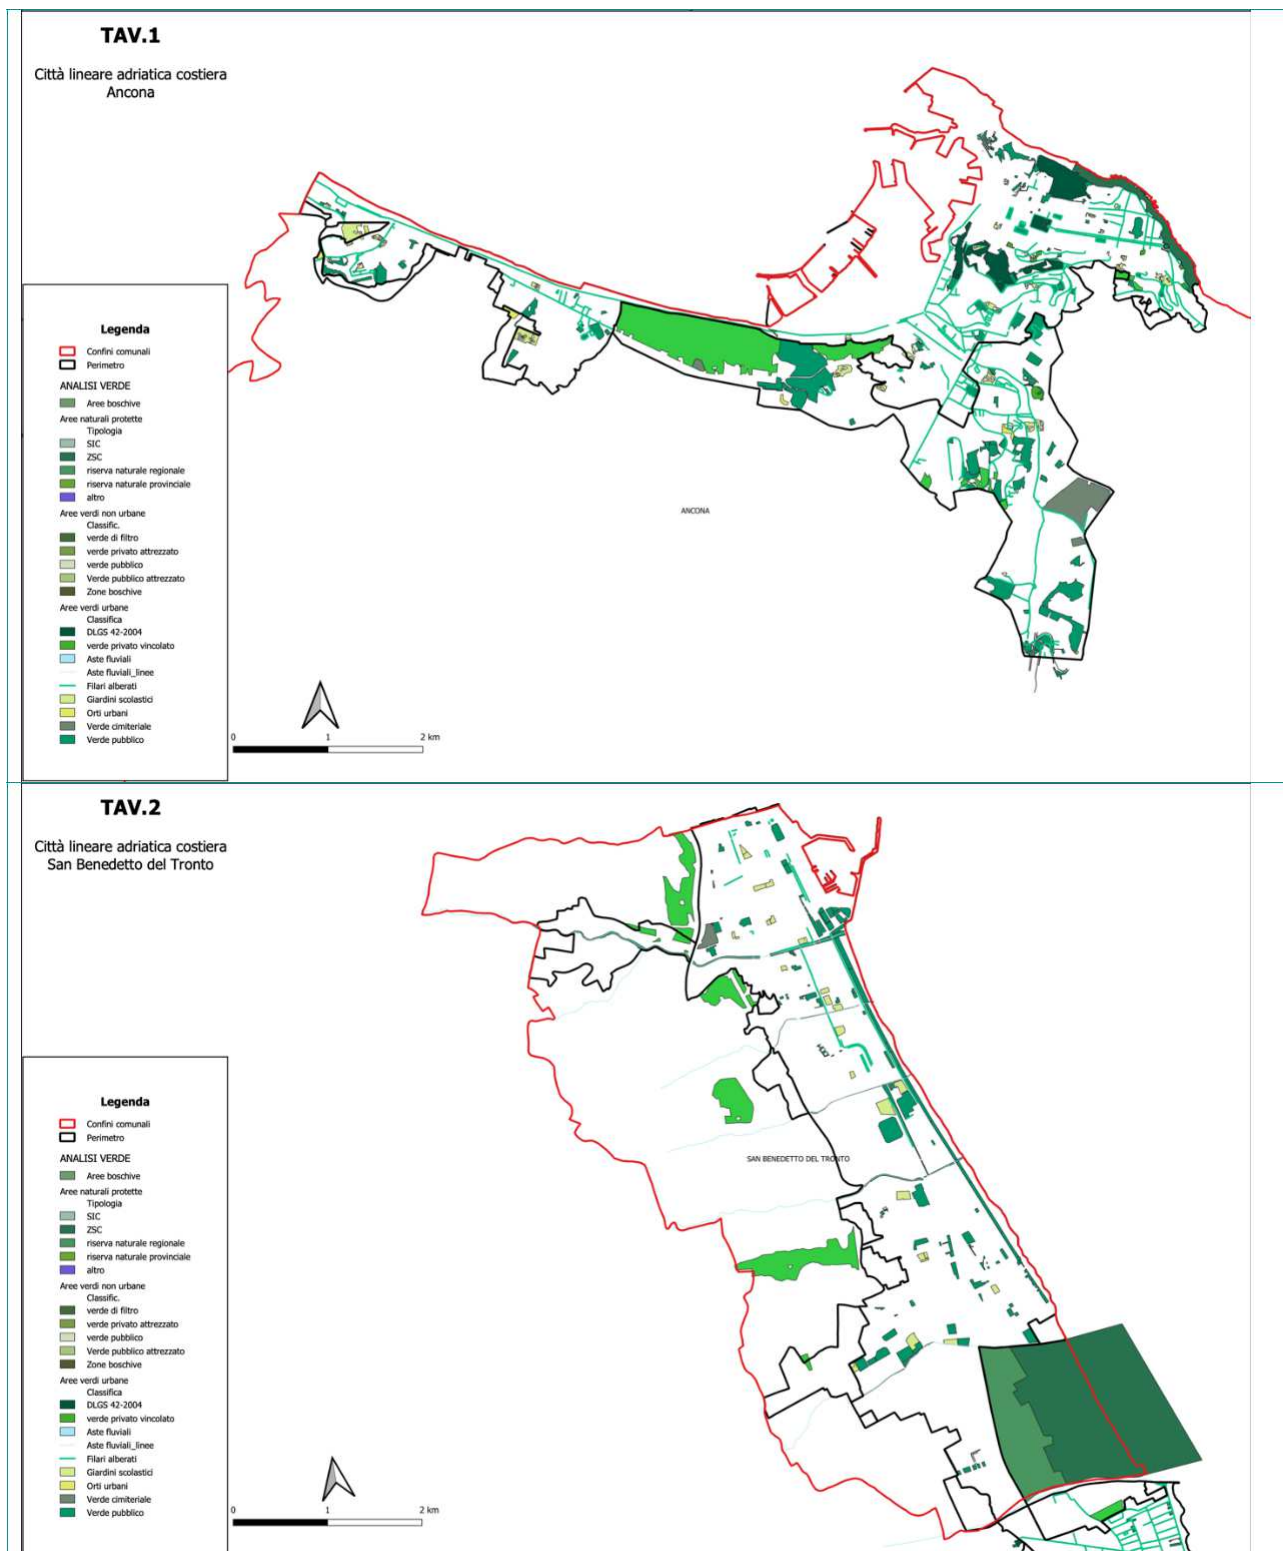 TAV.1
Città lineare adriatica costiera
Ancona
Legenda
Confini comunali
Perimetro
ANALISI VERDE
Aree boschive
Aree naturali protette
Tipologia
SIC
ZSC
riserva naturale regionale
riserva naturale provinciale
altro
Aree verdi non urbane
Classific.
verde di filtro
verde privato attrezzato
verde pubblico
Verde pubblico attrezzato
Zone boschive
Aree verdi urbane
Classifica
DLGS 42-2004
verde privato vincolato
Aste fluviali
Aste fluviali_linee
Filari alberati
Giardini scolastici
Orti urbani
Verde cimiteriale
Verde pubblico
ANCONA
0 1 2 km
TAV.2
Città lineare adriatica costiera
San Benedetto del Tronto
Legenda
Confini comunali
Perimetro
ANALISI VERDE
Aree boschive
Aree naturali protette
Tipologia
SIC
ZSC
riserva naturale regionale
riserva naturale provinciale
altro
Aree verdi non urbane
Classific.
verde di filtro
verde privato attrezzato
verde pubblico
Verde pubblico attrezzato
Zone boschive
Aree verdi urbane
Classifica
DLGS 42-2004
verde privato vincolato
Aste fluviali
Aste fluviali_linee
Filari alberati
Giardini scolastici
Orti urbani
Verde cimiteriale
Verde pubblico
SAN BENEDETTO DEL TRONTO
0 1 2 km